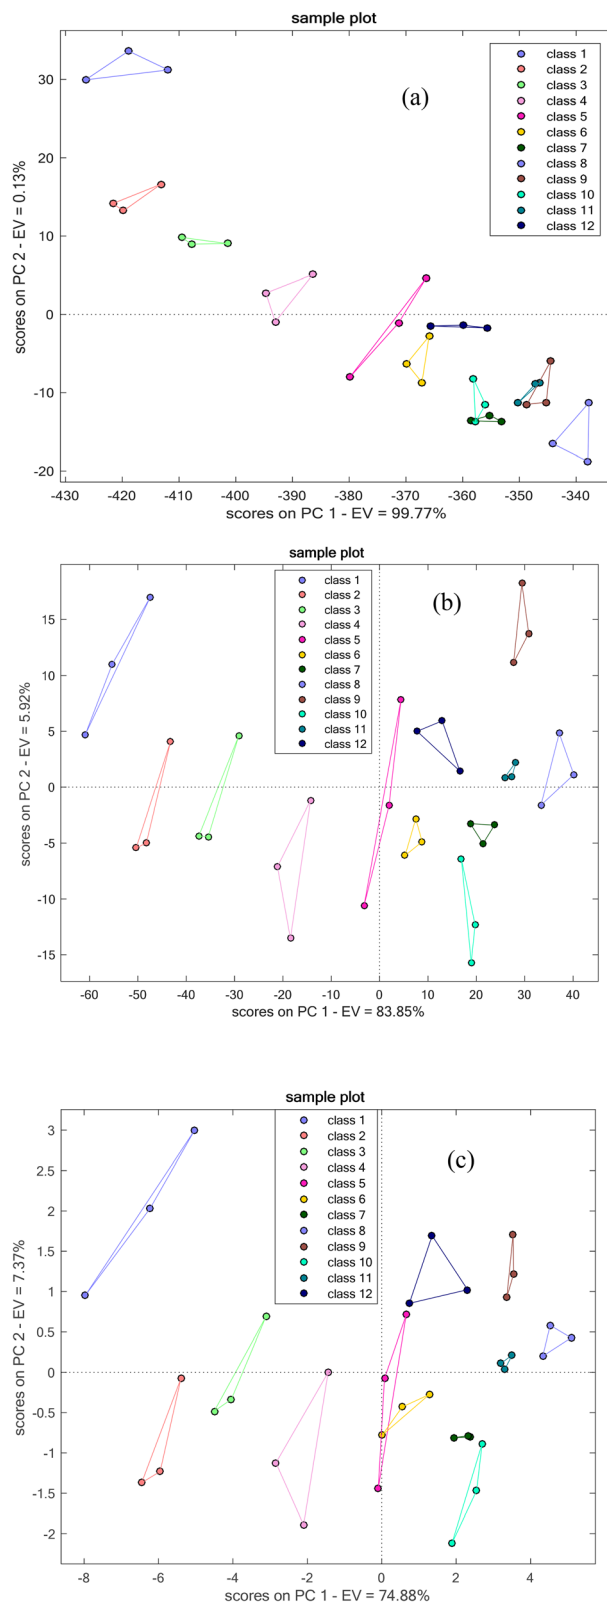 sample plot
(a)
class 1
class 2
class 3
class 4
class 5
class 6
class 7
class 8
class 9
class 10
class 11
class 12
scores on PC 2 - EV = 0.13%
30
20
10
0
-10
-20
-430 -420 -410 -400 -390 -380 -370 -360 -350 -340
scores on PC 1 - EV = 99.77%
sample plot
(b)
class 1
class 2
class 3
class 4
class 5
class 6
class 7
class 8
class 9
class 10
class 11
class 12
scores on PC 2 - EV = 5.92%
15
10
5
0
-5
-10
-15
-60 -50 -40 -30 -20 -10 0 10 20 30 40
scores on PC 1 - EV = 83.85%
sample plot
(c)
class 1
class 2
class 3
class 4
class 5
class 6
class 7
class 8
class 9
class 10
class 11
class 12
scores on PC 2 - EV = 7.37%
3
2.5
2
1.5
1
0.5
0
-0.5
-1
-1.5
-2
-8 -6 -4 -2 0 2 4
scores on PC 1 - EV = 74.88%